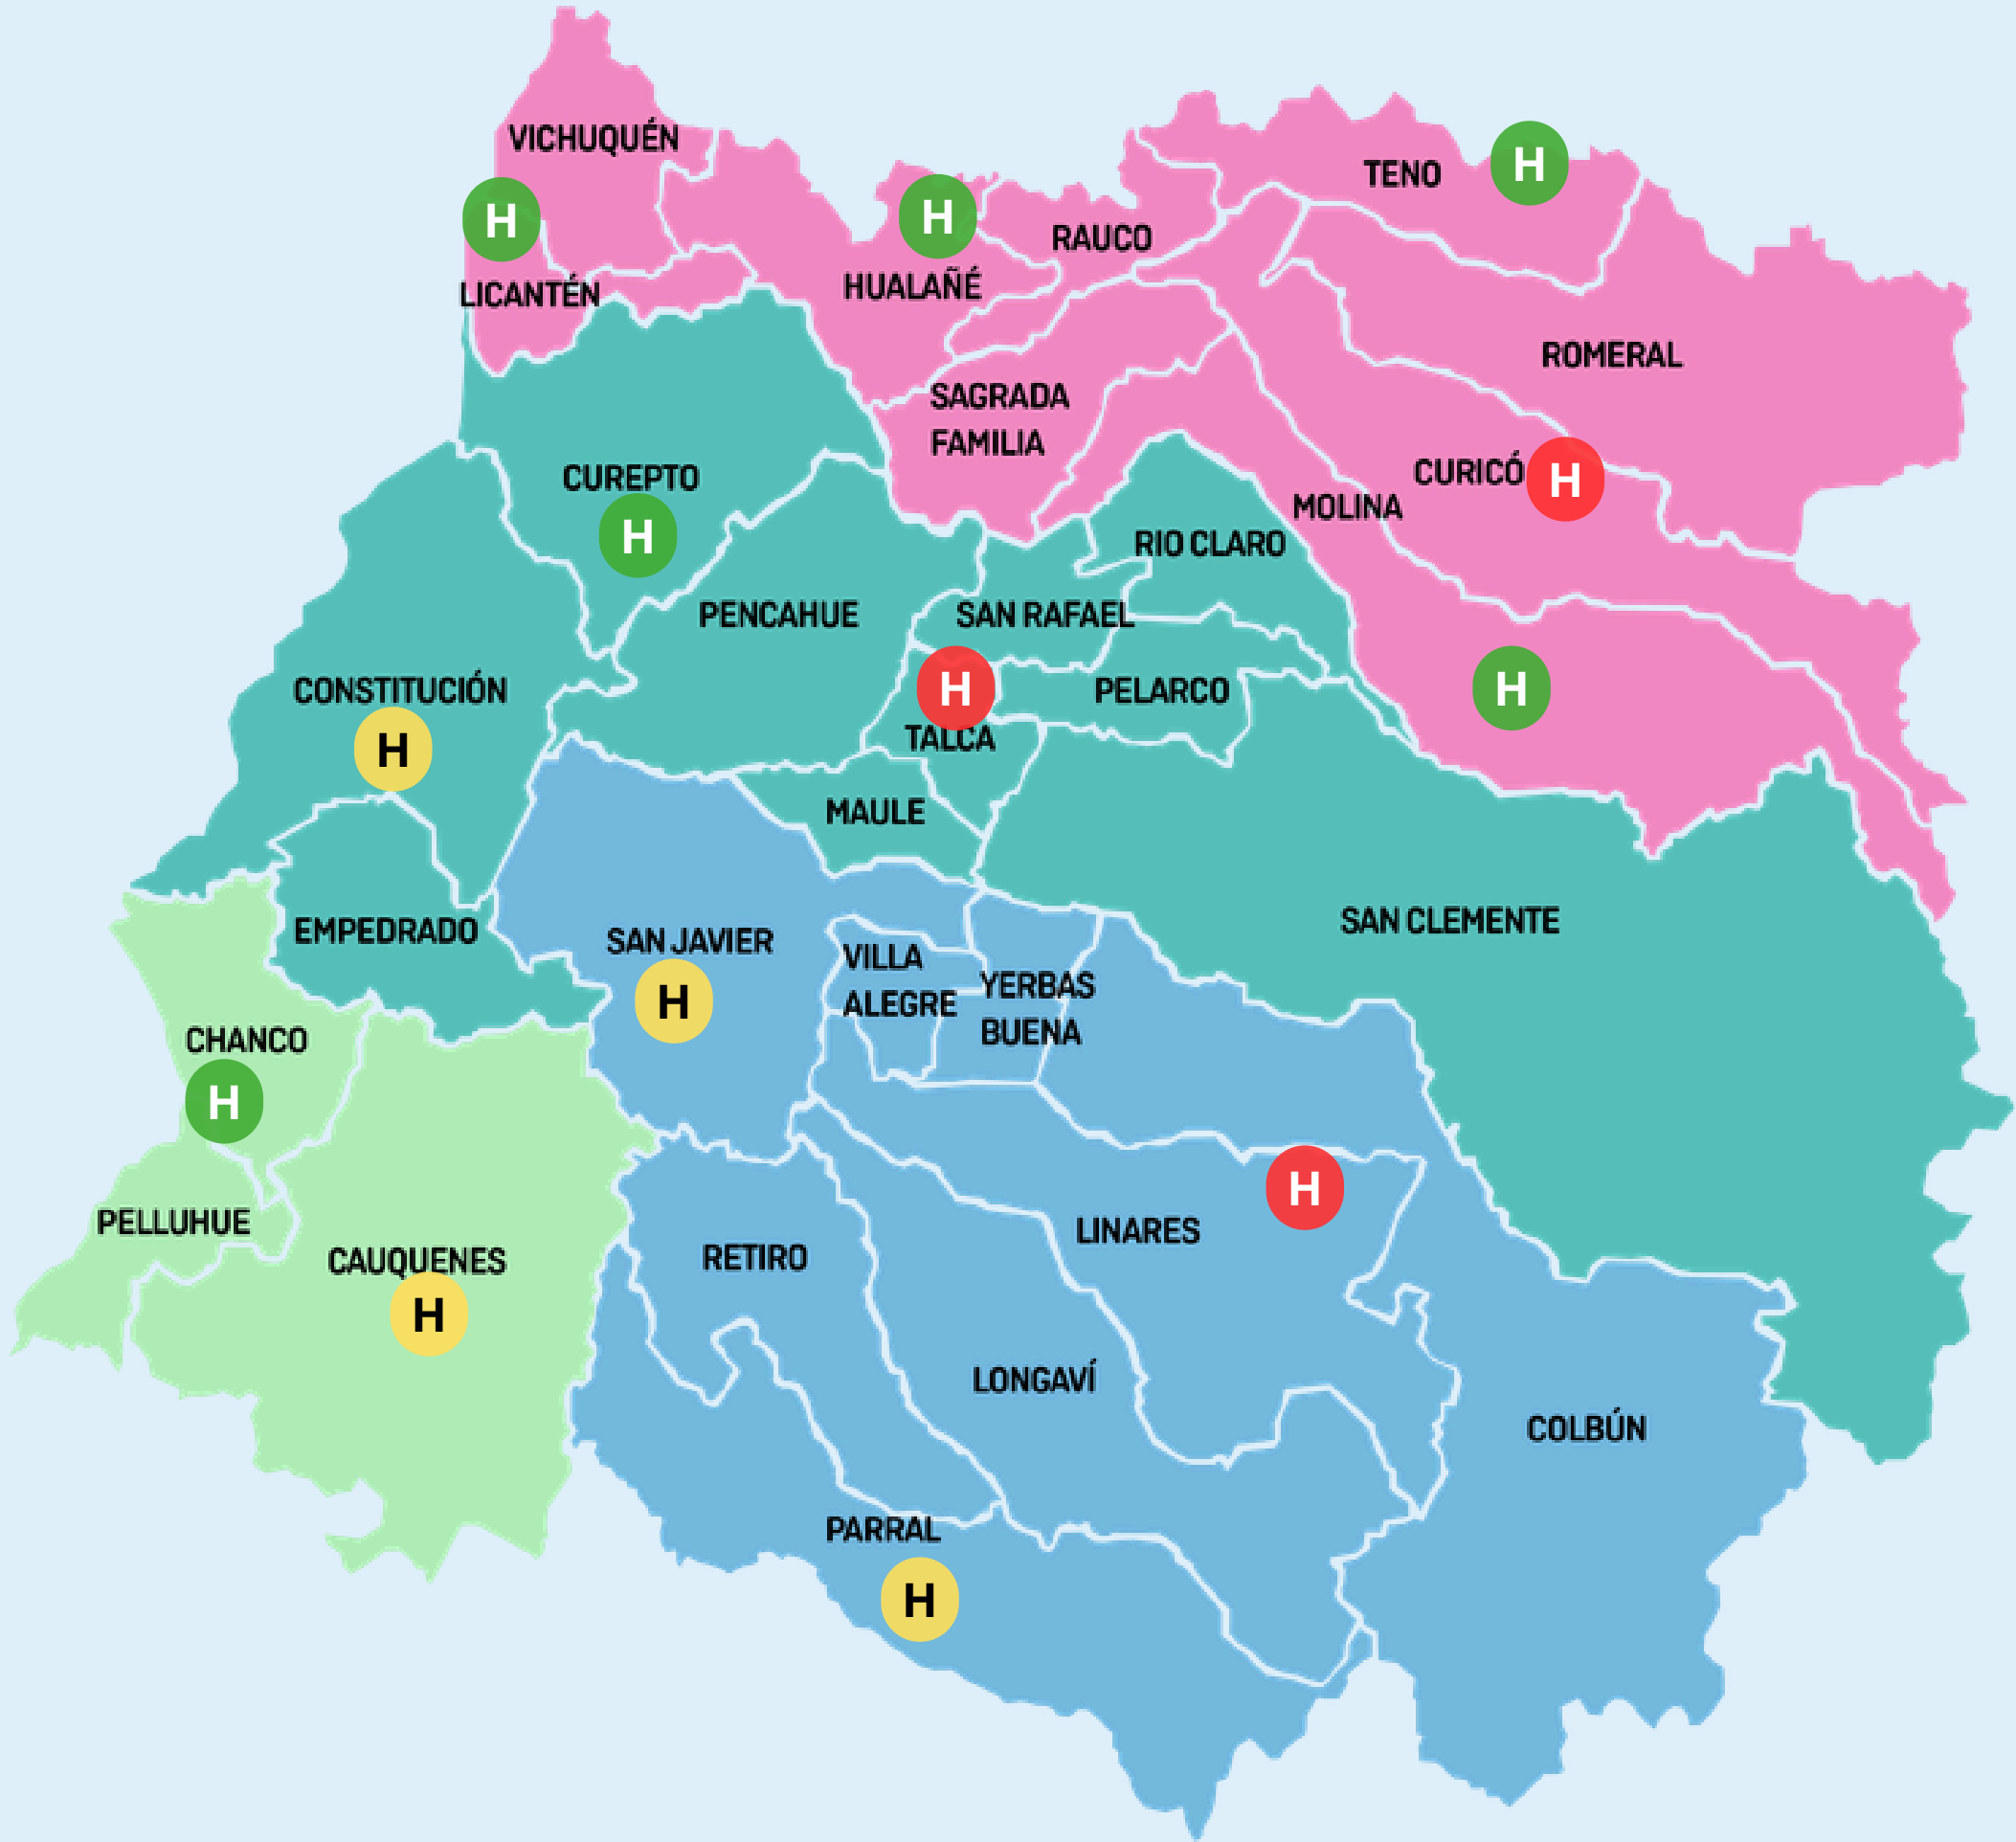 VICHUQUÉN
TENO
H
H
H
RAUCO
HUALAÑÉ
LICANTÉN
ROMERAL
SAGRADA
FAMILIA
CUREPTO
H
CURICÓ
H
MOLINA
RIO CLARO
PENCAHUE
SAN RAFAEL
CONSTITUCIÓN
H
H
PELARCO
H
TALCA
MAULE
EMPEDRADO
SAN JAVIER
H
VILLA
ALEGRE
YERBAS
BUENA
SAN CLEMENTE
CHANCO
H
PELLUHUE
CAUQUENES
H
RETIRO
LINARES
H
LONGAVÍ
COLBÚN
PARRAL
H